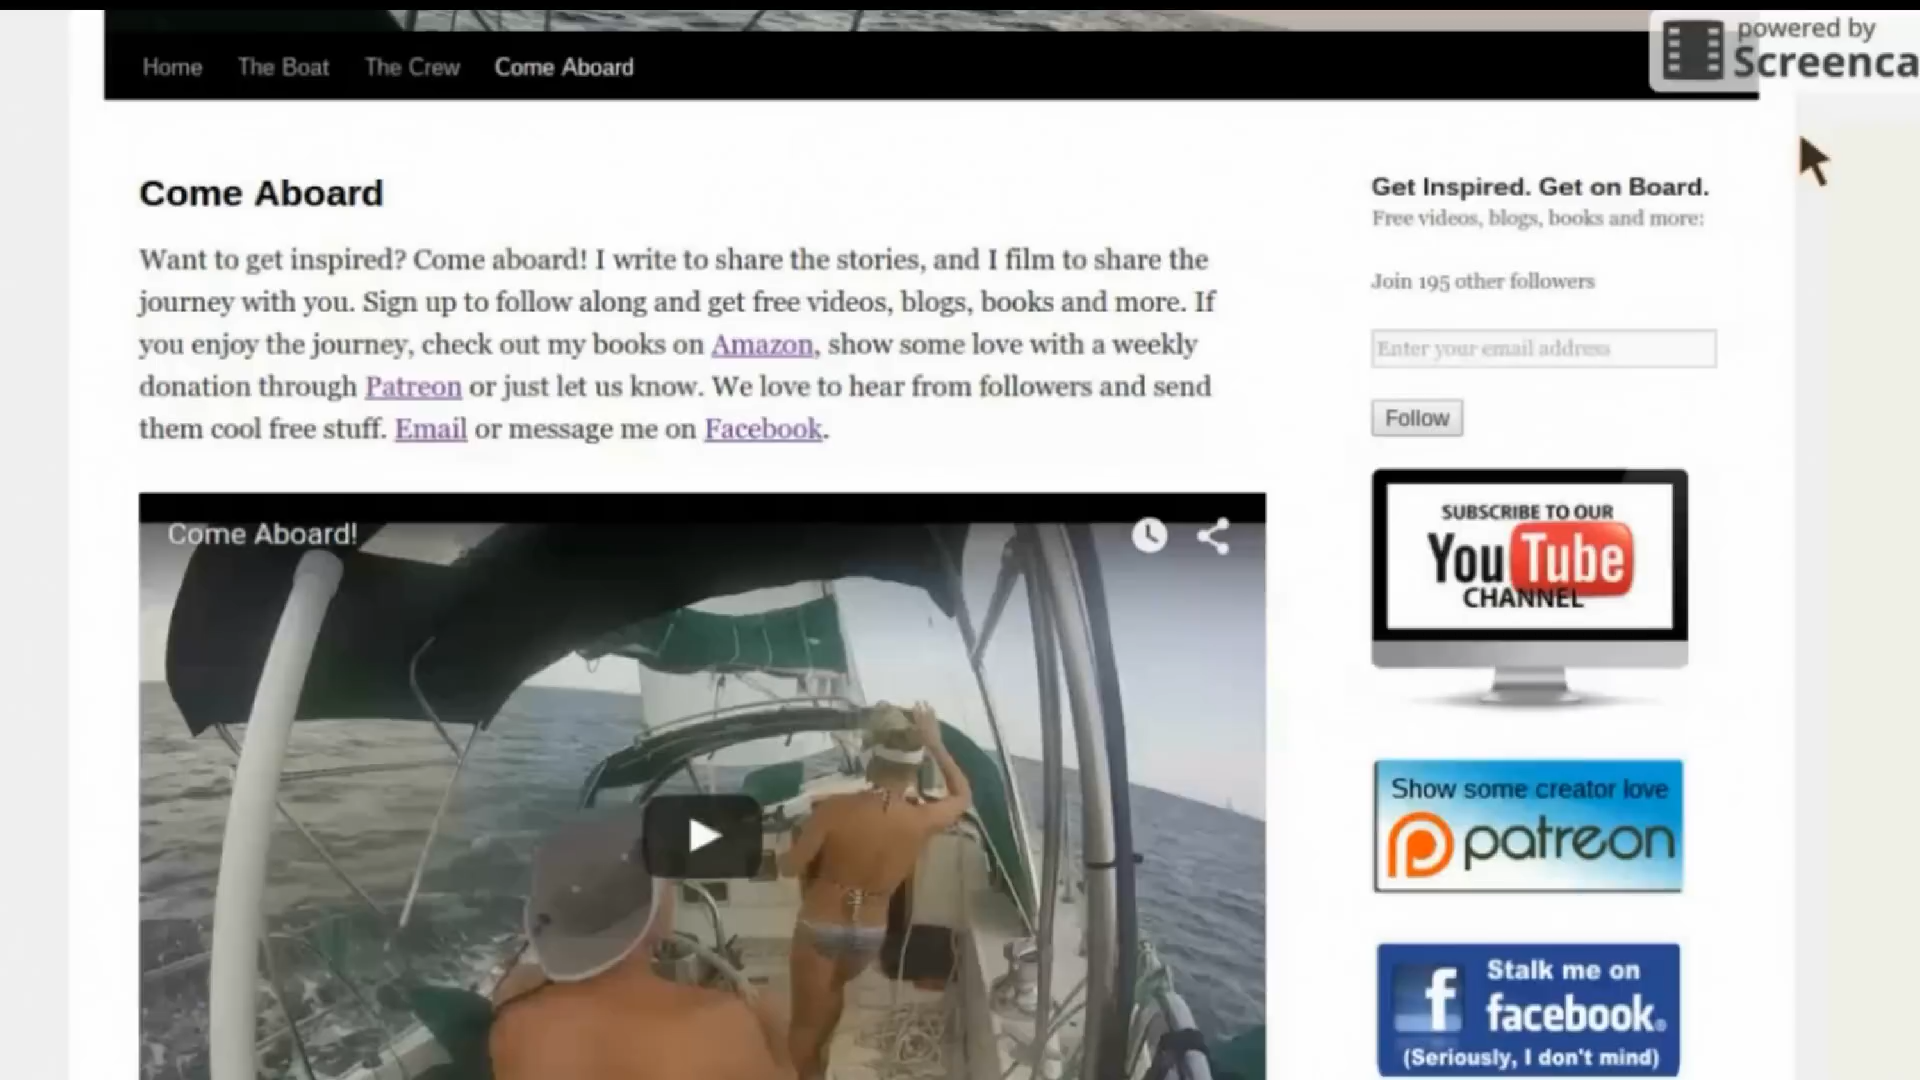 powered by
Screenca
Home The Boat The Crew Come Aboard
Come Aboard
Want to get inspired? Come aboard! I write to share the stories, and I film to share the
journey with you. Sign up to follow along and get free videos, blogs, books and more. If
you enjoy the journey, check out my books on Amazon, show some love with a weekly
donation through Patreon or just let us know. We love to hear from followers and send
them cool free stuff. Email or message me on Facebook.
Come Aboard!
Get Inspired. Get on Board.
Free videos, blogs, books and more:
Join 195 other followers
Enter your email address
Follow
SUBSCRIBE TO OUR
YouTube
CHANNEL
Show some creator love
patreon
Stalk me on
facebook®
(Seriously, I don't mind)